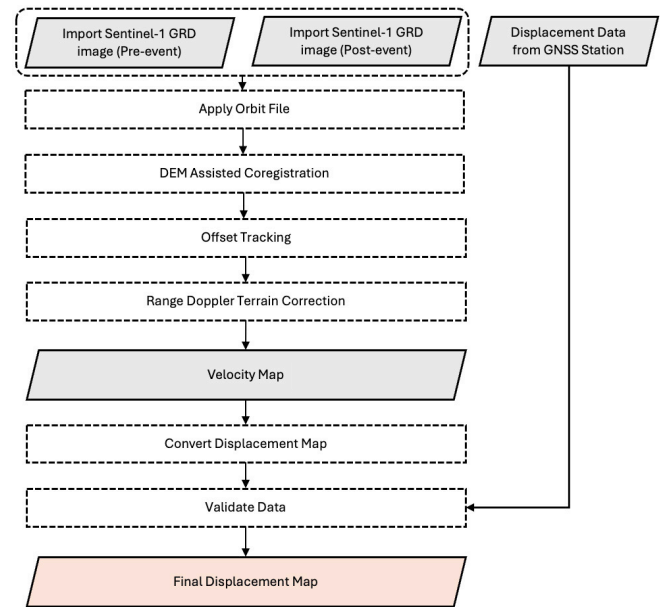 Import Sentinel-1 GRD
image (Pre-event)
Import Sentinel-1 GRD
image (Post-event)
Displacement Data
from GNSS Station
Apply Orbit File
DEM Assisted Coregistration
Offset Tracking
Range Doppler Terrain Correction
Velocity Map
Convert Displacement Map
Validate Data
Final Displacement Map